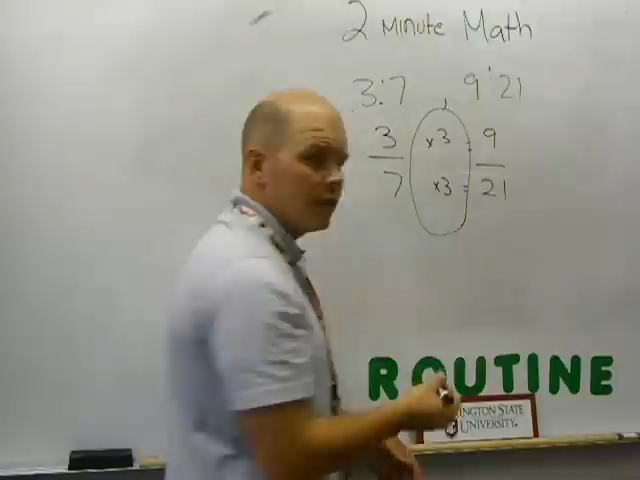 2 Minute Math
3:7 , 9:21
3 x3 = 9
7 x3 = 21
ROUTINE
INGTON STATE
UNIVERSITY